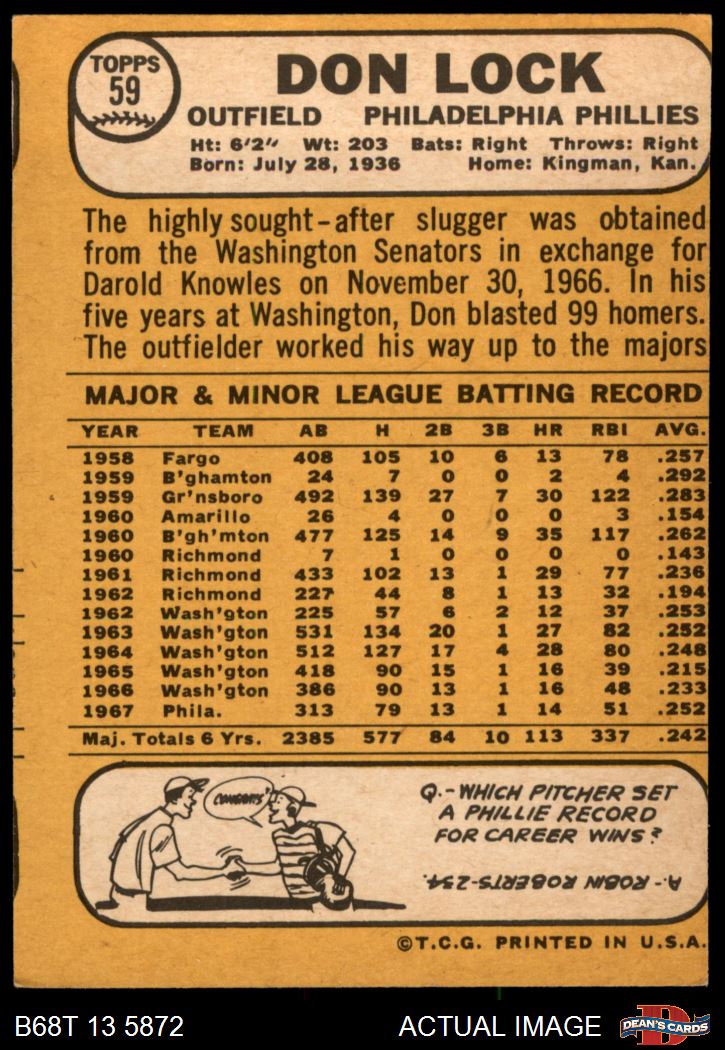 TOPPS
59
DON LOCK
OUTFIELD PHILADELPHIA PHILLIES
Ht: 6'2" Wt: 203 Bats: Right Throws: Right
Born: July 28, 1936 Home: Kingman, Kan.
The highly sought-after slugger was obtained
from the Washington Senators in exchange for
Darold Knowles on November 30, 1966. In his
five years at Washington, Don blasted 99 homers.
The outfielder worked his way up to the majors
MAJOR & MINOR LEAGUE BATTING RECORD
YEAR TEAM AB H 2B 3B HR RBI AVG.
1958 Fargo 408 105 10 6 13 78 .257
1959 B'ghamton 24 7 0 0 2 4 .292
1959 Gr'nsboro 492 139 27 7 30 122 .283
1960 Amarillo 26 4 0 0 0 3 .154
1960 B'gh'mton 477 125 14 9 35 117 .262
1960 Richmond 7 1 0 0 0 0 .143
1961 Richmond 433 102 13 1 29 77 .236
1962 Richmond 227 44 8 1 13 32 .194
1962 Wash'gton 225 57 6 2 12 37 .253
1963 Wash'gton 531 134 20 1 27 82 .252
1964 Wash'gton 512 127 17 4 28 80 .248
1965 Wash'gton 418 90 15 1 16 39 .215
1966 Wash'gton 386 90 13 1 16 48 .233
1967 Phila. 313 79 13 1 14 51 .252
Maj. Totals 6 Yrs. 2385 577 84 10 113 337 .242
CONGRATS'
Q.-WHICH PITCHER SET
A PHILLIE RECORD
FOR CAREER WINS?
A.- ROBIN ROBERTS-234.
©T.C.G. PRINTED IN U.S.A.
B68T 13 5872 ACTUAL IMAGE
D
DEAN'S CARDS